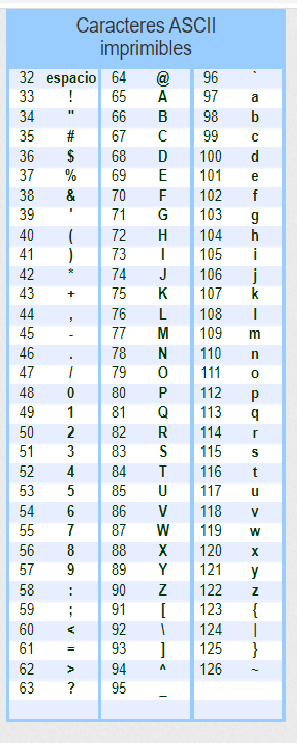 Caracteres ASCII
imprimibles
32 espacio 64 @ 96 `
33 ! 65 A 97 a
34 " 66 B 98 b
35 # 67 C 99 c
36 $ 68 D 100 d
37 % 69 E 101 e
38 & 70 F 102 f
39 ' 71 G 103 g
40 ( 72 H 104 h
41 ) 73 I 105 i
42 * 74 J 106 j
43 + 75 K 107 k
44 , 76 L 108 l
45 - 77 M 109 m
46 . 78 N 110 n
47 / 79 O 111 o
48 0 80 P 112 p
49 1 81 Q 113 q
50 2 82 R 114 r
51 3 83 S 115 s
52 4 84 T 116 t
53 5 85 U 117 u
54 6 86 V 118 v
55 7 87 W 119 w
56 8 88 X 120 x
57 9 89 Y 121 y
58 : 90 Z 122 z
59 ; 91 [ 123 {
60 < 92 \ 124 |
61 = 93 ] 125 }
62 > 94 ^ 126 ~
63 ? 95 _